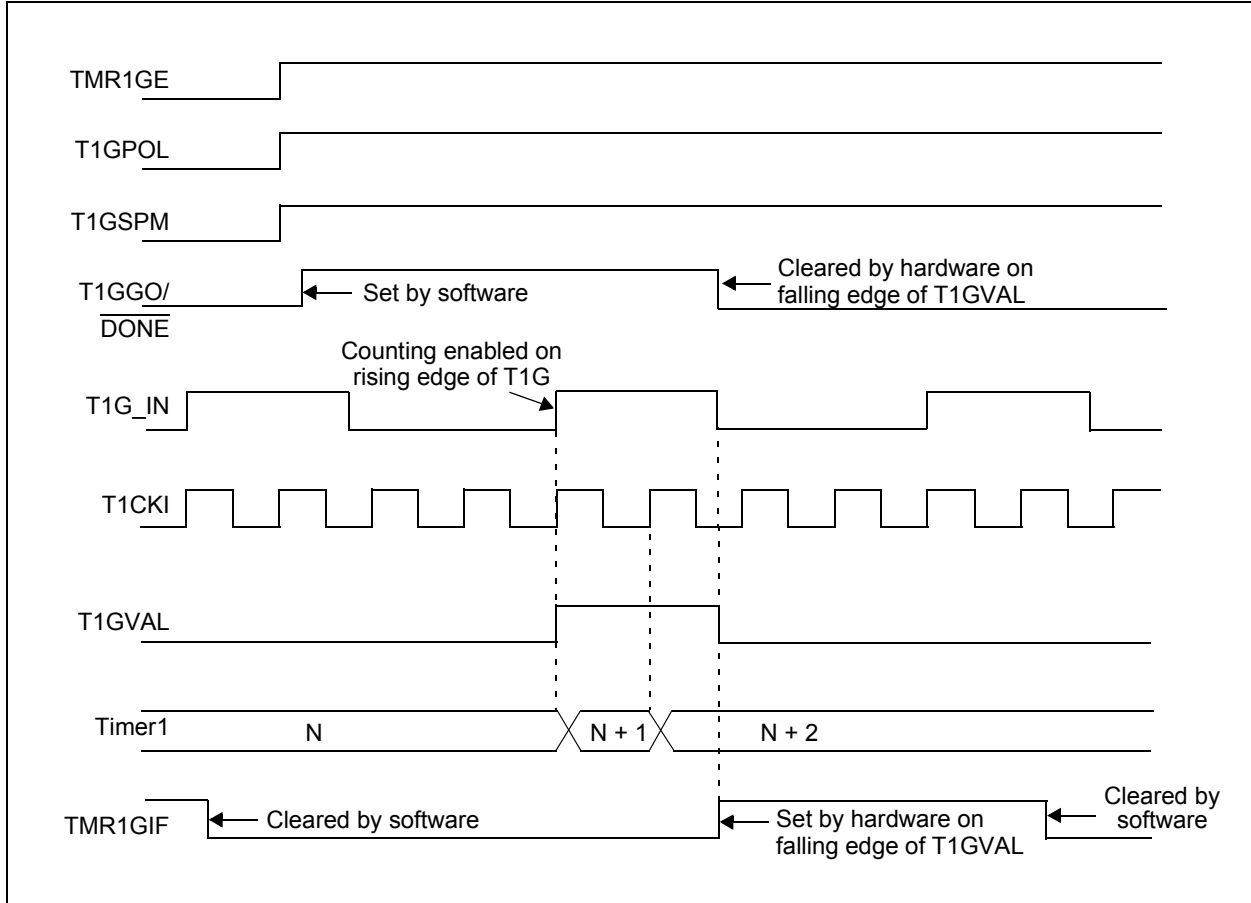 TMR1GE
T1GPOL
T1GSPM
T1GGO/
DONE
Set by software
Cleared by hardware on
falling edge of T1GVAL
Counting enabled on
rising edge of T1G
T1G_IN
T1CKI
T1GVAL
Timer1
N
N + 1
N + 2
TMR1GIF
Cleared by software
Set by hardware on
falling edge of T1GVAL
Cleared by
software